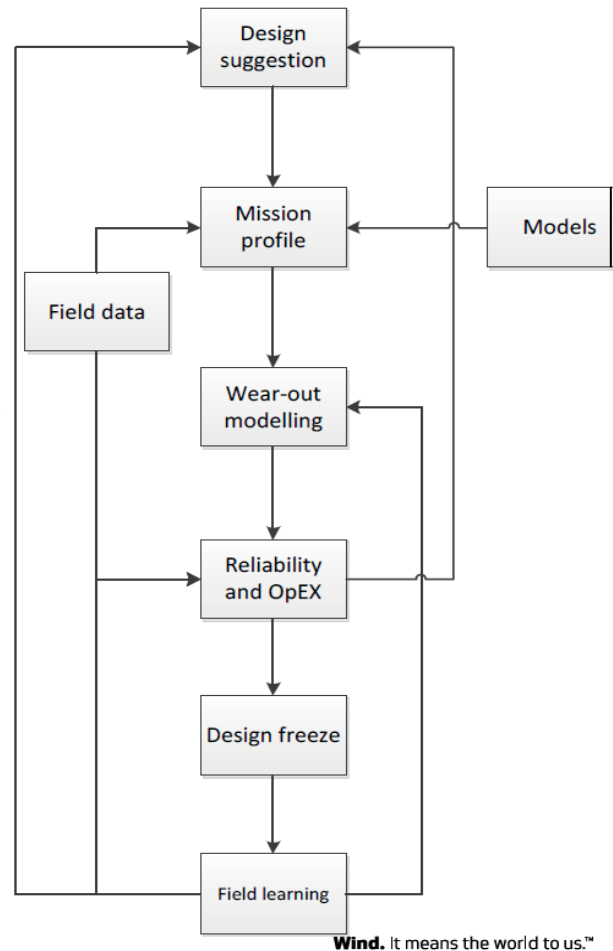 Design
suggestion
Mission
profile
Models
Field data
Wear-out
modelling
Reliability
and OpEX
Design freeze
Field learning
Wind. It means the world to us.™